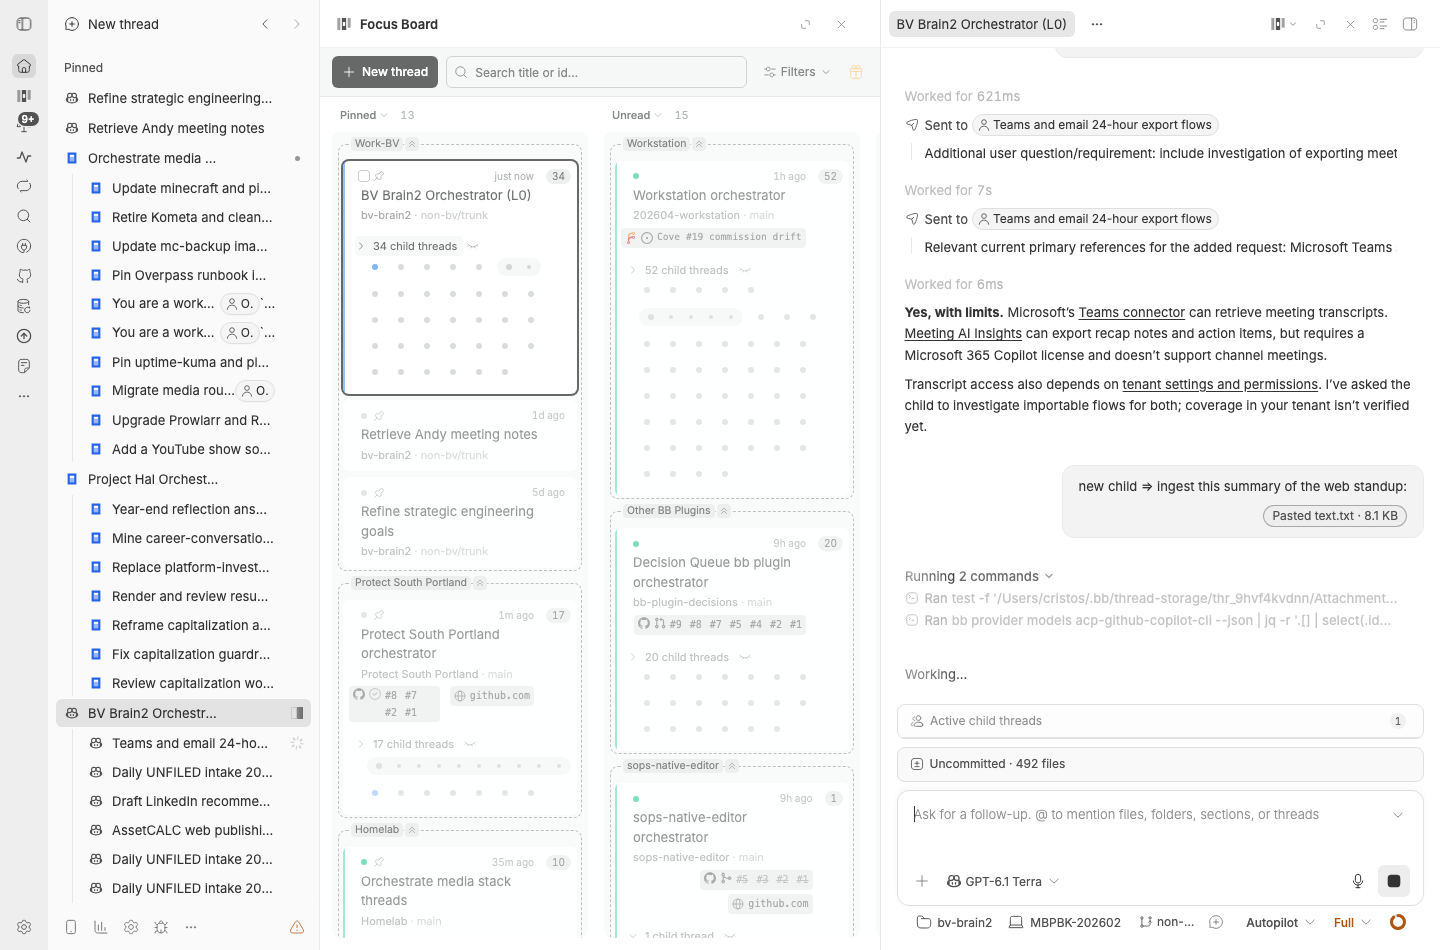 New thread
Pinned
Refine strategic engineering...
Retrieve Andy meeting notes
Orchestrate media ...
Update minecraft and pl...
Retire Kometa and clean...
Update mc-backup ima...
Pin Overpass runbook i...
You are a work... O. `...
You are a work... O. `...
Pin uptime-kuma and pl...
Migrate media rou... O.
Upgrade Prowlarr and R...
Add a YouTube show so...
Project Hal Orchest...
Year-end reflection ans...
Mine career-conversatio...
Replace platform-invest...
Render and review resu...
Reframe capitalization a...
Fix capitalization guardr...
Review capitalization wo...
BV Brain2 Orchestr...
Teams and email 24-ho...
Daily UNFILED intake 20...
Draft LinkedIn recomme...
AssetCALC web publishi...
Daily UNFILED intake 20...
Daily UNFILED intake 20...
9+
Focus Board
New thread
Search title or id...
Filters
Pinned 13
Work-BV
just now 34
BV Brain2 Orchestrator (L0)
bv-brain2 · non-bv/trunk
34 child threads
1d ago
Retrieve Andy meeting notes
bv-brain2 · non-bv/trunk
5d ago
Refine strategic engineering
goals
bv-brain2 · non-bv/trunk
Protect South Portland
1m ago 17
Protect South Portland
orchestrator
Protect South Portland · main
#8 #7
#2 #1
github.com
17 child threads
Homelab
35m ago 10
Orchestrate media stack
threads
Homelab · main
Unread 15
Workstation
1h ago 52
Workstation orchestrator
202604-workstation · main
Cove #19 commission drift
52 child threads
Other BB Plugins
9h ago 20
Decision Queue bb plugin
orchestrator
bb-plugin-decisions · main
#9 #8 #7 #5 #4 #2 #1
20 child threads
sops-native-editor
9h ago 1
sops-native-editor
orchestrator
sops-native-editor · main
#5 #3 #2 #1
github.com
1 child thread
BV Brain2 Orchestrator (L0)
Worked for 621ms
Sent to Teams and email 24-hour export flows
Additional user question/requirement: include investigation of exporting meet
Worked for 7s
Sent to Teams and email 24-hour export flows
Relevant current primary references for the added request: Microsoft Teams
Worked for 6ms
Yes, with limits. Microsoft's Teams connector can retrieve meeting transcripts.
Meeting AI Insights can export recap notes and action items, but requires a
Microsoft 365 Copilot license and doesn't support channel meetings.
Transcript access also depends on tenant settings and permissions. I've asked the
child to investigate importable flows for both; coverage in your tenant isn't verified
yet.
new child => ingest this summary of the web standup:
Pasted text.txt · 8.1 KB
Running 2 commands
Ran test -f '/Users/cristos/.bb/thread-storage/thr_9hvf4kvdnn/Attachment...
Ran bb provider models acp-github-copilot-cli --json | jq -r '.[] | select(.id...
Working...
Active child threads 1
Uncommitted · 492 files
Ask for a follow-up. @ to mention files, folders, sections, or threads
GPT-6.1 Terra
bv-brain2 MBPBK-202602 non-... Autopilot Full